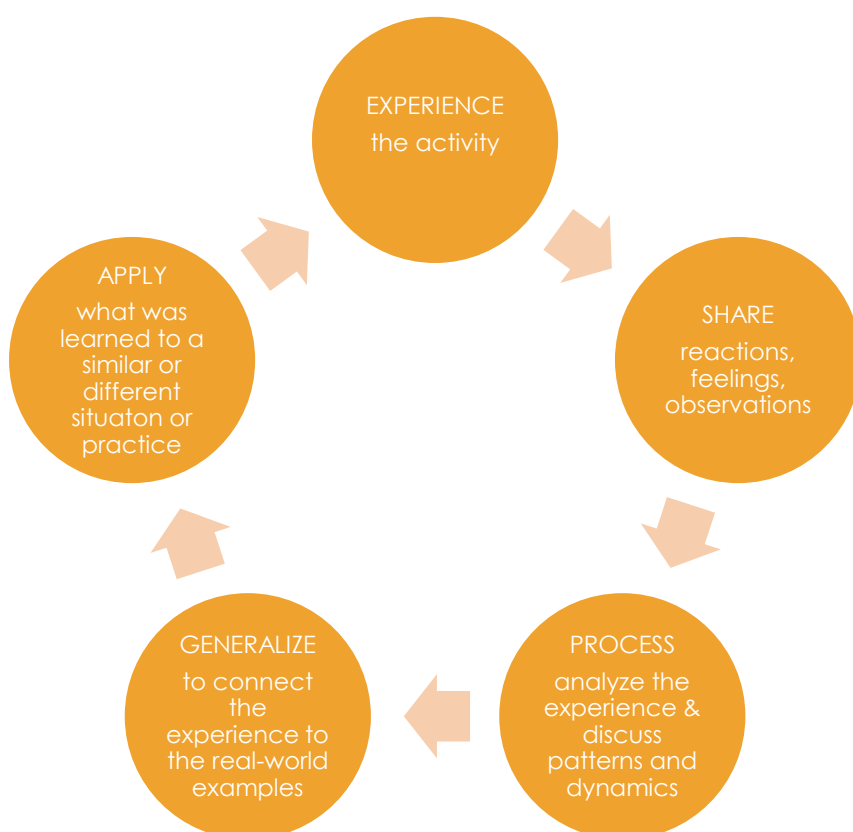 EXPERIENCE
the activity
SHARE
reactions,
feelings,
observations
PROCESS
analyze the
experience &
discuss
patterns and
dynamics
GENERALIZE
to connect
the
experience to
the real-world
examples
APPLY
what was
learned to a
similar or
different
situaton or
practice